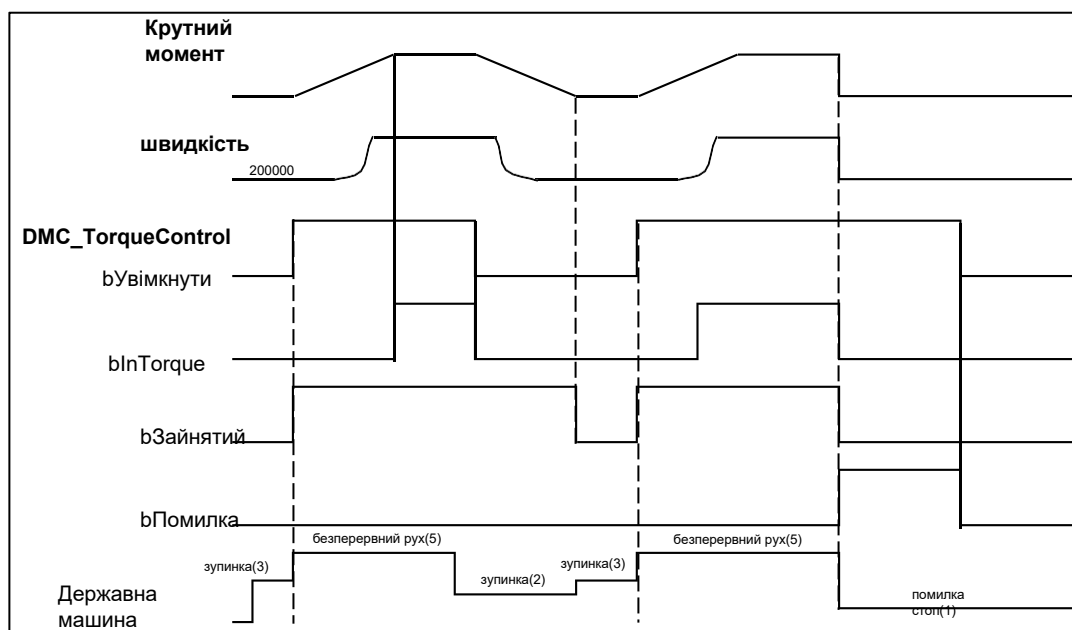 Крутний
момент
швидкість
200000
DMC_TorqueControl
bУвімкнути
bInTorque
bЗайнятий
bПомилка
безперервний рух(5)
безперервний рух(5)
зупинка(3)
зупинка(3)
зупинка(2)
Державна
машина
помилка
стоп(1)